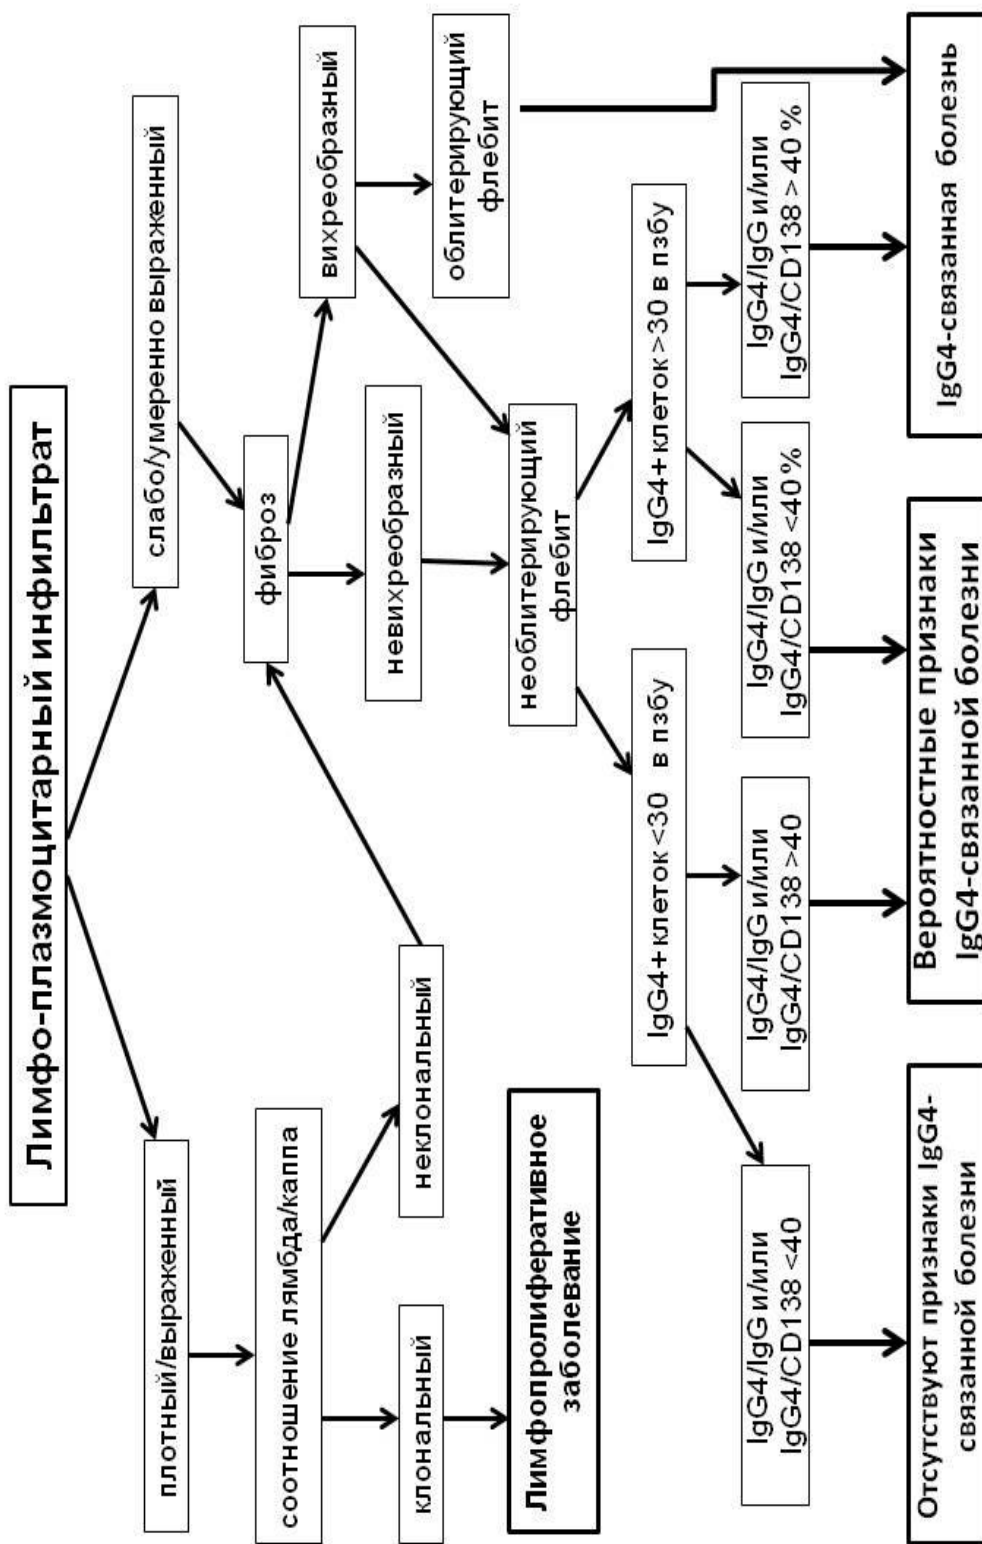 Лимфо-плазмоцитарный инфильтрат
плотный/выраженный
слабо/умеренно выраженный
соотношение лямбда/каппа
фиброз
вихреобразный
клональный
неклональный
невихреобразный
облитерирующий
флебит
Лимфопролиферативное
заболевание
необлитерирующий
флебит
IgG4+клеток <30 в пзбу
IgG4+клеток >30 в пзбу
IgG4/IgG и/или
IgG4/CD138 <40
IgG4/IgG и/или
IgG4/CD138 >40
IgG4/IgG и/или
IgG4/CD138 <40%
IgG4/IgG и/или
IgG4/CD138 > 40%
Отсутствуют признаки IgG4-
связанной болезни
Вероятностные признаки
IgG4-связанной болезни
IgG4-связанная болезнь